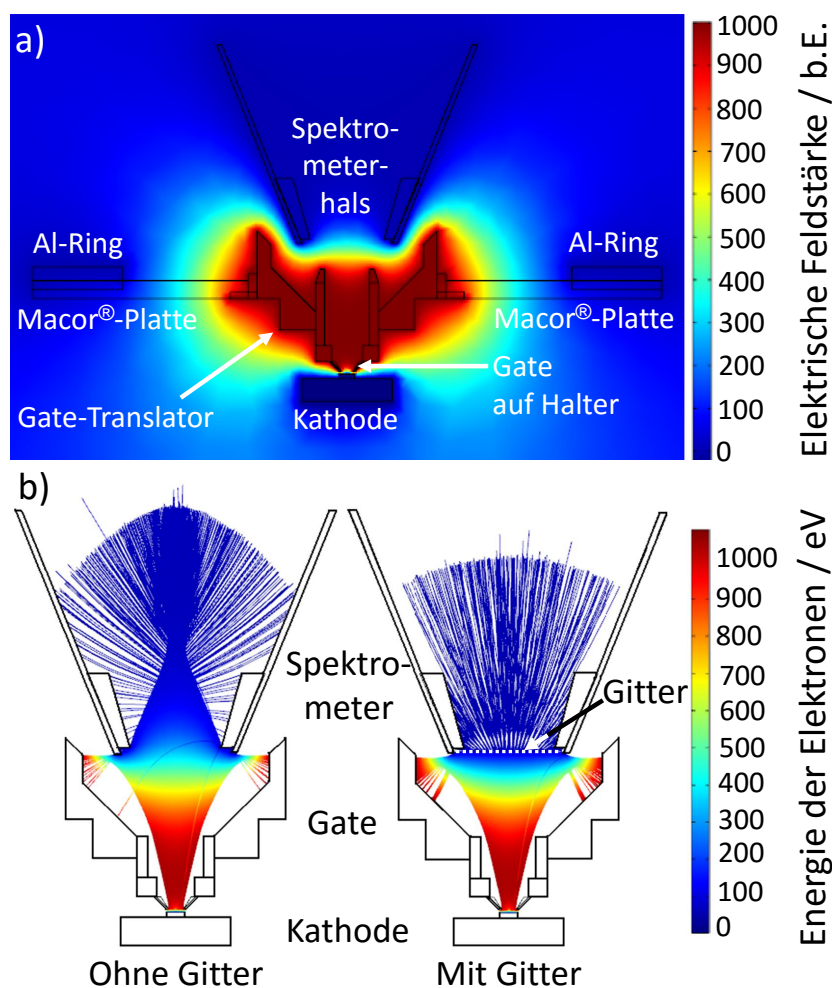 a)
Spektro-
meter-
hals
Al-Ring
Al-Ring
Macor®-Platte
Macor®-Platte
Gate
auf Halter
Gate-Translator
Kathode
1000
900
800
700
600
500
400
300
200
100
0
Elektrische Feldstärke / b.E.
b)
Spektro-
meter
Gitter
Gate
Kathode
Ohne Gitter
Mit Gitter
1000
900
800
700
600
500
400
300
200
100
0
Energie der Elektronen / eV